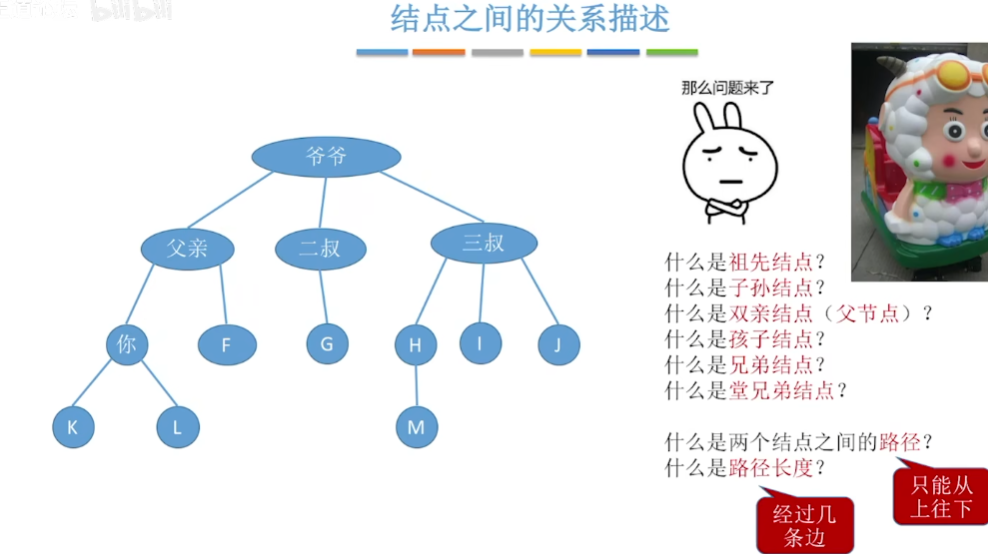 结点之间的关系描述
那么问题来了
爷爷
父亲
二叔
三叔
你
F
G
H
I
J
K
L
M
什么是祖先结点?
什么是子孙结点?
什么是双亲结点（父节点）?
什么是孩子结点?
什么是兄弟结点?
什么是堂兄弟结点?
什么是两个结点之间的路径?
什么是路径长度?
只能从
上往下
经过几
条边